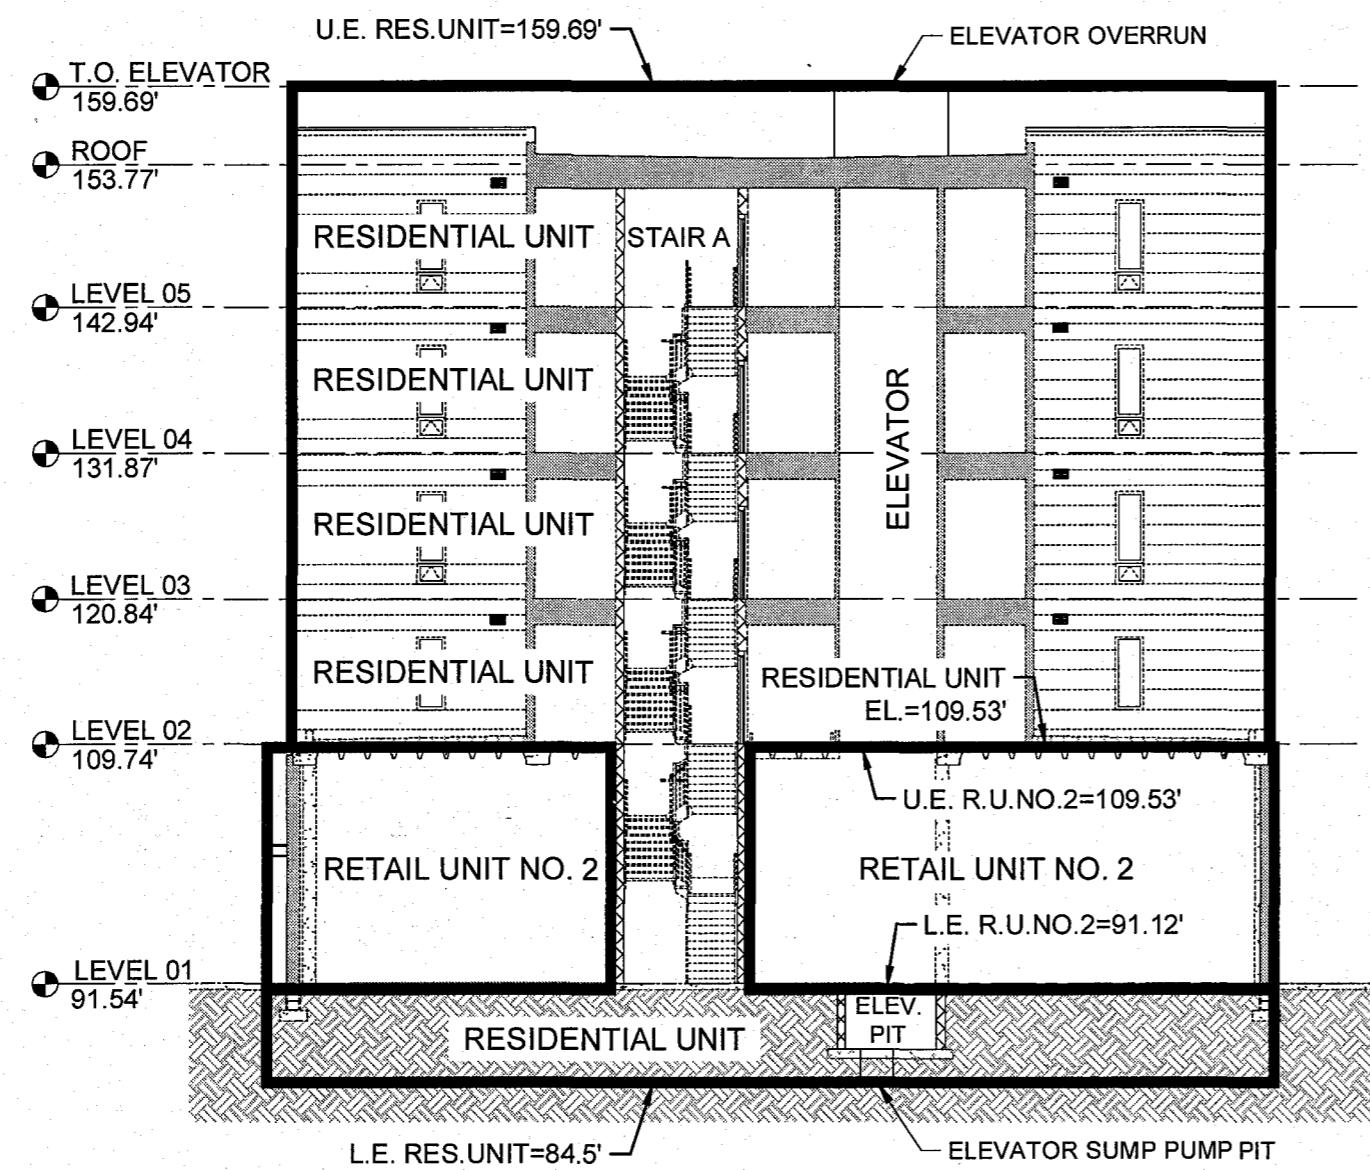 U.E. RES.UNIT=159.69'
ELEVATOR OVERRUN
T.O. ELEVATOR
159.69'
ROOF
153.77'
RESIDENTIAL UNIT
STAIR A
LEVEL 05
142.94'
RESIDENTIAL UNIT
ELEVATOR
LEVEL 04
131.87'
RESIDENTIAL UNIT
LEVEL 03
120.84'
RESIDENTIAL UNIT
RESIDENTIAL UNIT
EL.=109.53'
LEVEL 02
109.74'
U.E. R.U.NO.2=109.53'
RETAIL UNIT NO. 2
RETAIL UNIT NO. 2
L.E. R.U.NO.2=91.12'
LEVEL 01
91.54'
ELEV.
PIT
RESIDENTIAL UNIT
L.E. RES.UNIT=84.5'
ELEVATOR SUMP PUMP PIT